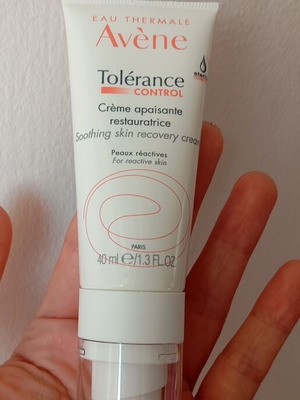 EAU THERMALE
Avène
Tolérance
CONTROL
Crème apaisante
restauratrice
Soothing skin recovery cream
Peaux réactives
For reactive skin
PARIS
40 ml ℮/1.3 FL.OZ